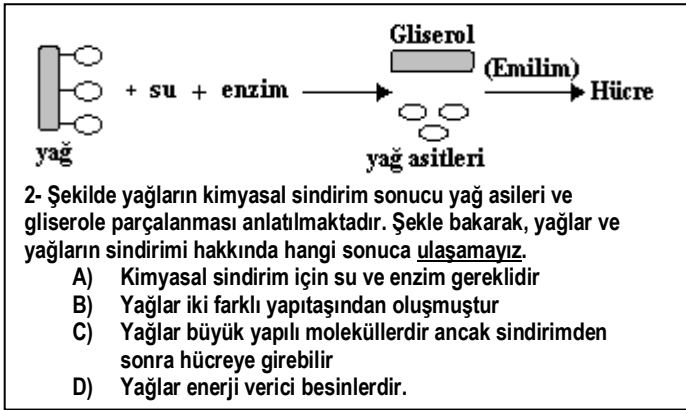 Gliserol
+ su + enzim
(Emilim)
Hücre
yağ
yağ asitleri
2- Şekilde yağların kimyasal sindirim sonucu yağ asileri ve
gliserole parçalanması anlatılmaktadır. Şekle bakarak, yağlar ve
yağların sindirimi hakkında hangi sonuca ulaşamayız.
A) Kimyasal sindirim için su ve enzim gereklidir
B) Yağlar iki farklı yapıtaşından oluşmuştur
C) Yağlar büyük yapılı moleküllerdir ancak sindirimden
sonra hücreye girebilir
D) Yağlar enerji verici besinlerdir.